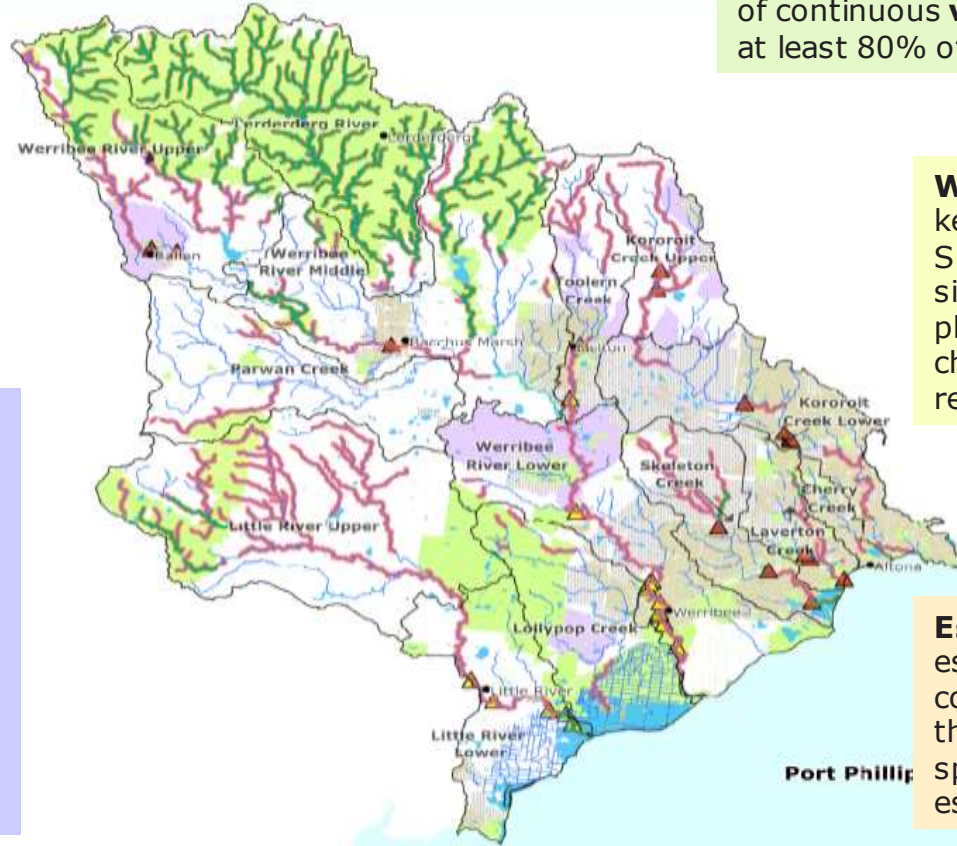 of continuous
at least 80% of
Lerderderg River
Lerderderg
Werribee River Upper
Ballan
Werribee
River Middle
Kororoit
Creek Upper
Toolern
Creek
Melton
Bacchus Marsh
Parwan Creek
Kororoit
Creek Lower
Werribee
River Lower
Skeleton
Creek
Cherry
Creek
Laverton
Creek
Altona
Little River Upper
Werribee
Lollypop Creek
Little River
Little River
Lower
Port Phillip
W
ke
S
si
pl
ch
re
Es
es
co
th
sp
es